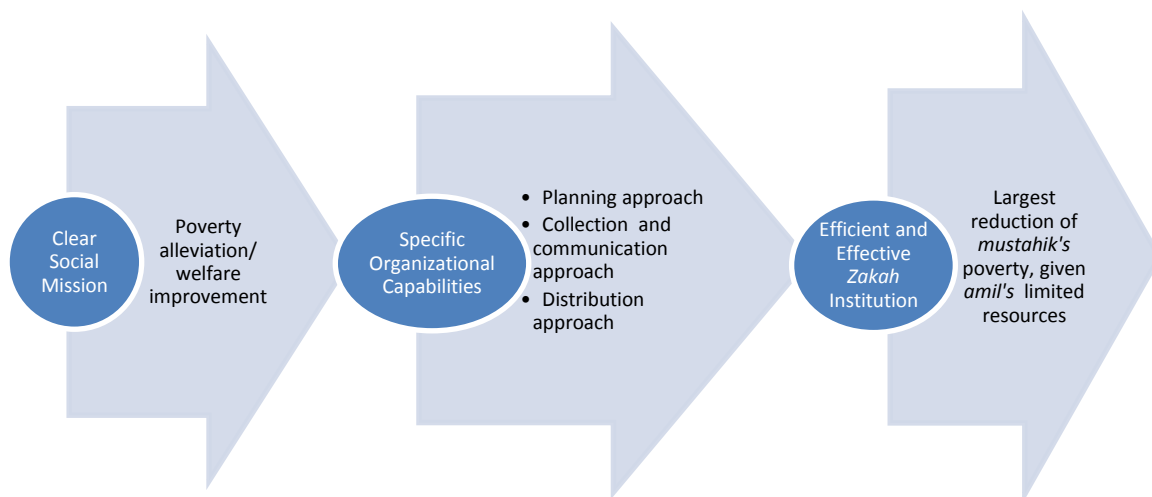 Clear
Social
Mission
Poverty
alleviation/
welfare
improvement
Specific
Organizational
Capabilities
• Planning approach
• Collection and
communication
approach
• Distribution
approach
Efficient and
Effective
Zakah
Institution
Largest
reduction of
mustahik's
poverty, given
amil's limited
resources